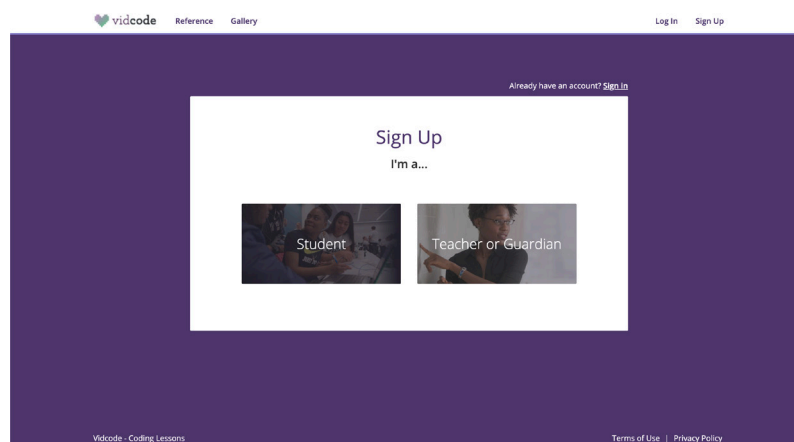 vidcode Reference Gallery Log In Sign Up
Already have an account? Sign in
Sign Up
I'm a...
Student Teacher or Guardian
Vidcode - Coding Lessons Terms of Use | Privacy Policy